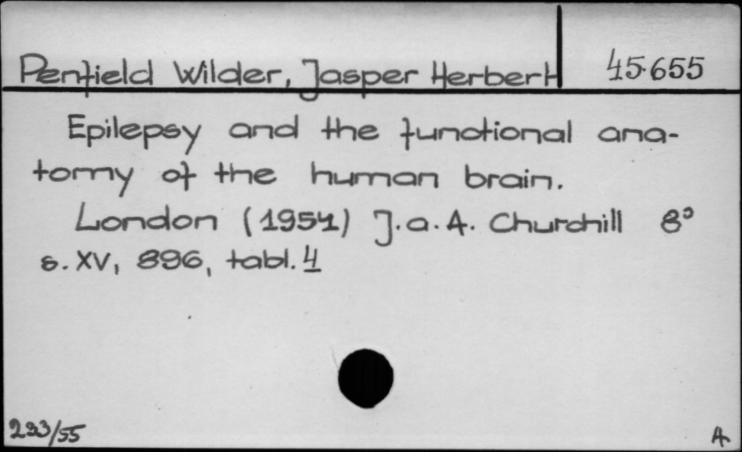 Penfield Wilder, Jasper Herbert 45.655
Epilepsy and the functional ana-
tomy of the human brain.
London (1954) J.a.A. Churchill 8°
s. XV, 896, tabl. 4
233/55
A.